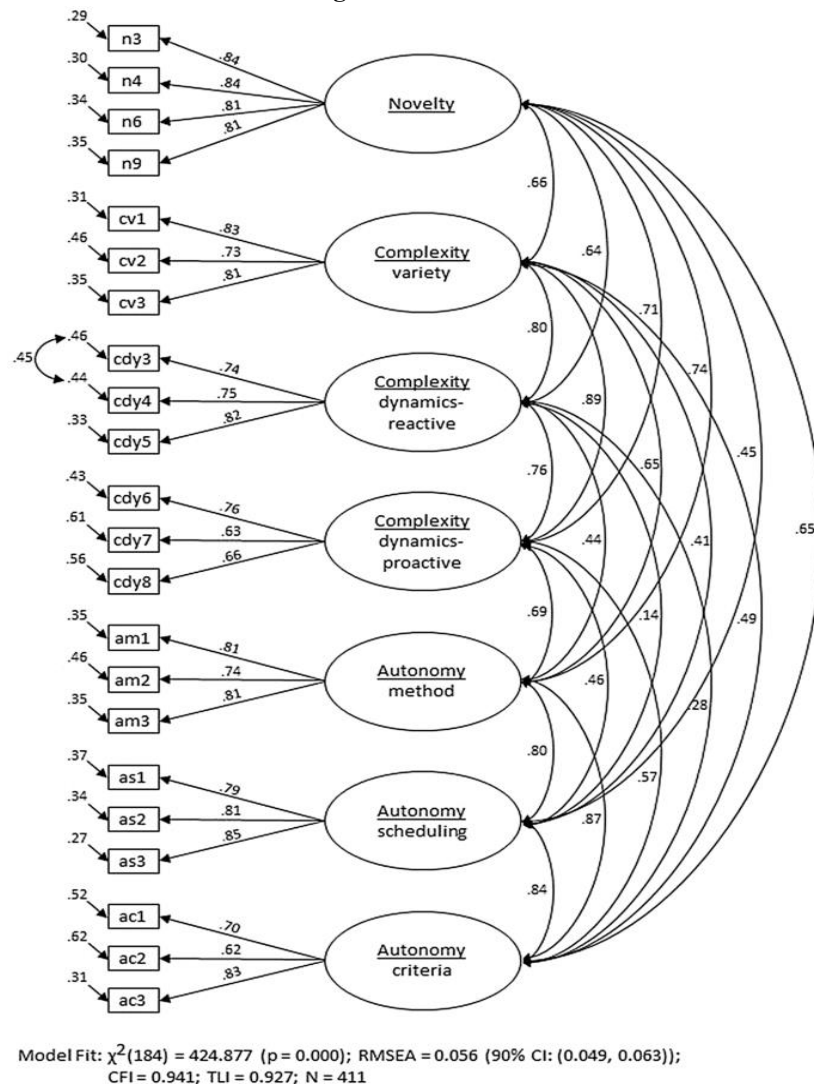 .29
n3
.84
.30
n4
.84
.34
n6
.81
.35
n9
.81
Novelty
.31
cv1
.83
.46
cv2
.73
.35
cv3
.81
Complexity
variety
.45
.46
cdy3
.74
.44
cdy4
.75
.33
cdy5
.82
Complexity
dynamics-
reactive
.43
cdy6
.76
.61
cdy7
.63
.56
cdy8
.66
Complexity
dynamics-
proactive
.35
am1
.81
.46
am2
.74
.35
am3
.81
Autonomy
method
.37
as1
.79
.34
as2
.81
.27
as3
.85
Autonomy
scheduling
.52
ac1
.70
.62
ac2
.62
.31
ac3
.83
Autonomy
criteria
.66
.64
.71
.74
.45
.65
.80
.89
.65
.41
.49
.76
.44
.14
.28
.69
.46
.57
.80
.87
.84
Model Fit: χ²(184) = 424.877 (p = 0.000); RMSEA = 0.056 (90% CI: (0.049, 0.063));
CFI = 0.941; TLI = 0.927; N = 411